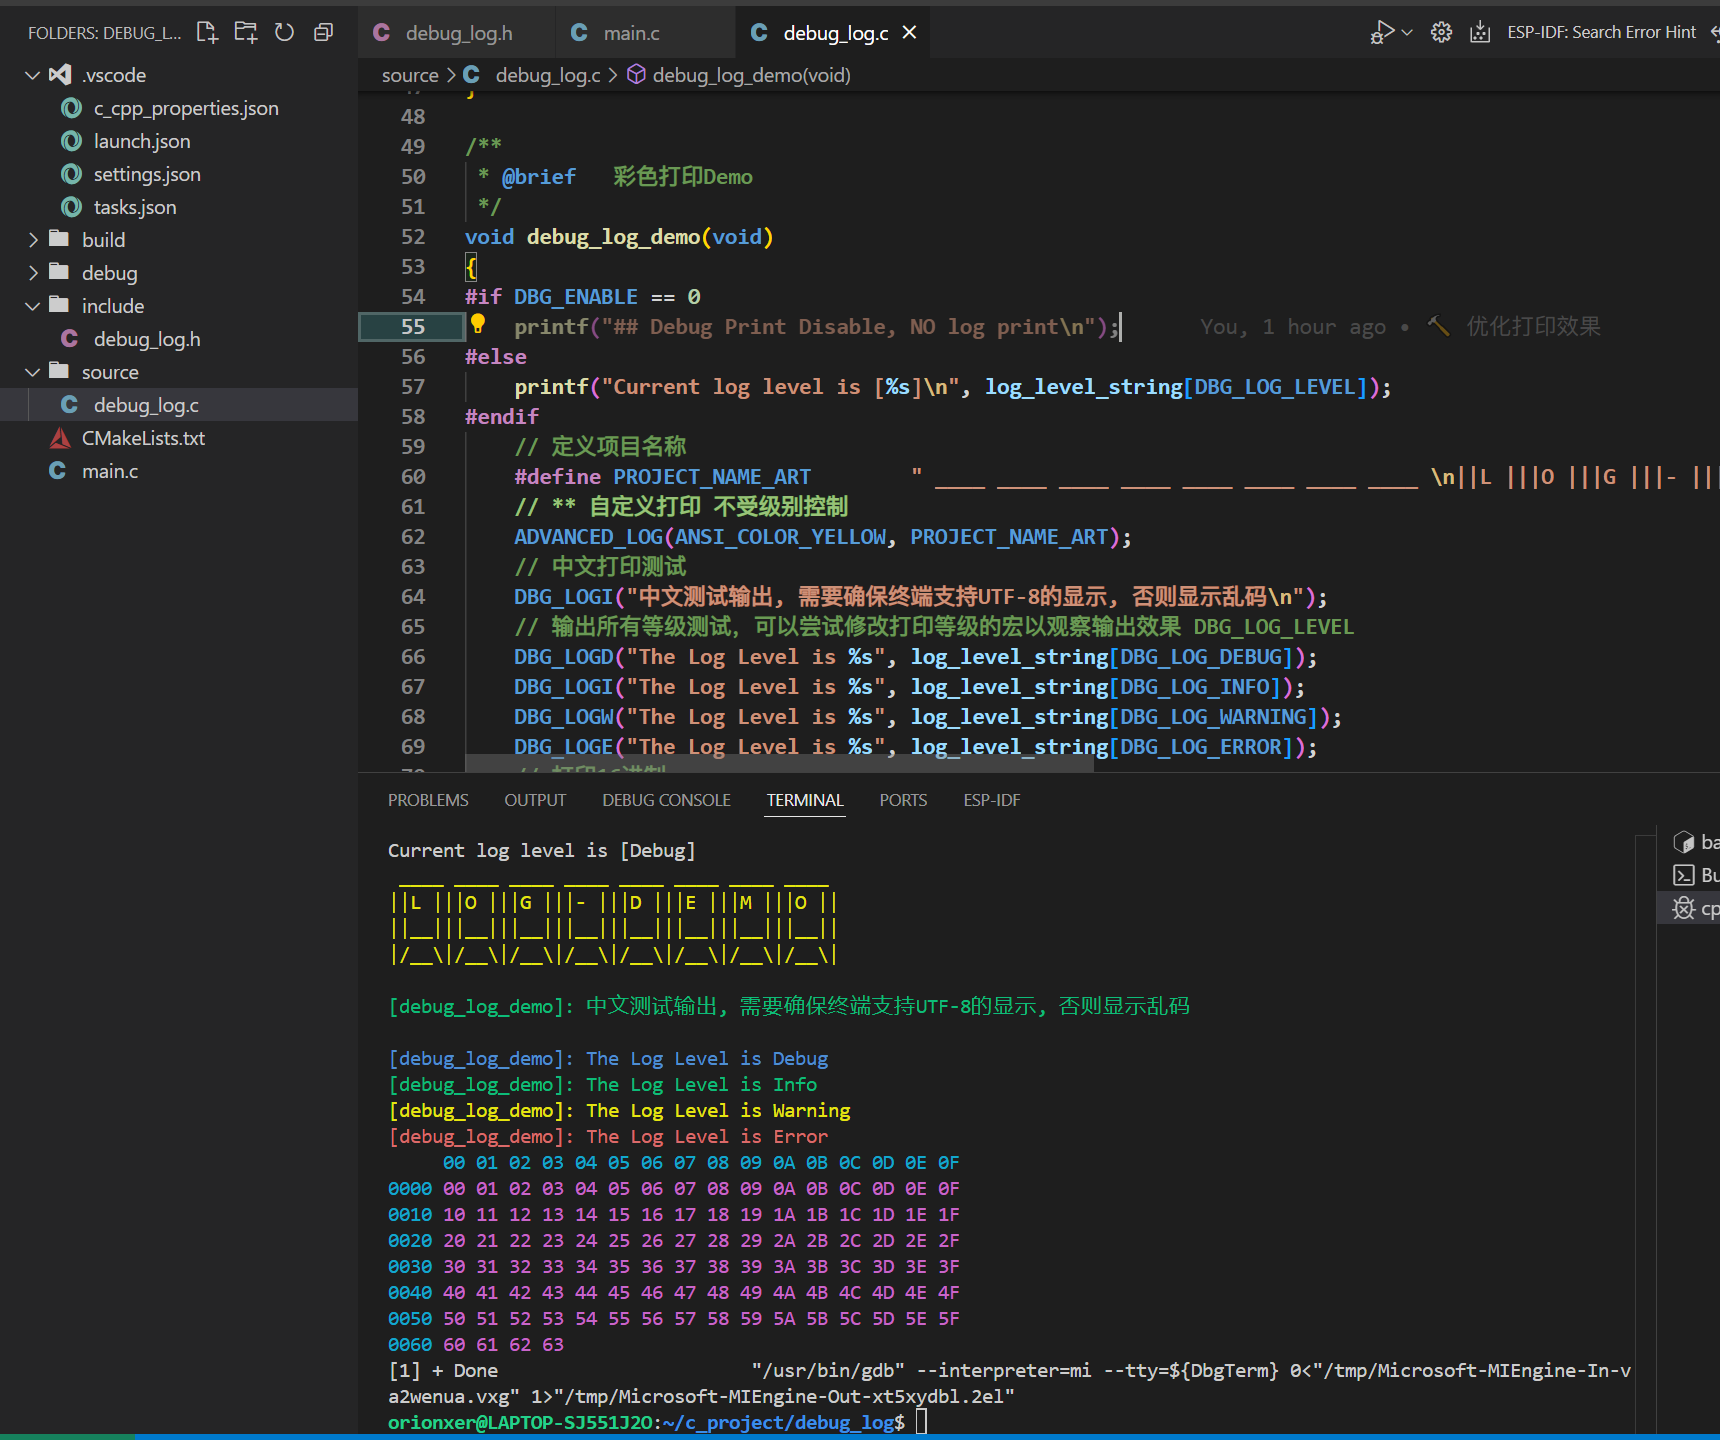 FOLDERS: DEBUG_L...
.vscode
c_cpp_properties.json
launch.json
settings.json
tasks.json
build
debug
include
debug_log.h
source
debug_log.c
CMakeLists.txt
main.c
debug_log.h
main.c
debug_log.c
ESP-IDF: Search Error Hint
source > debug_log.c > debug_log_demo(void)
48
49 /**
50 * @brief 彩色打印Demo
51 */
52 void debug_log_demo(void)
53 {
54 #if DBG_ENABLE == 0
55 printf("## Debug Print Disable, NO log print\n"); You, 1 hour ago • 🔨 优化打印效果
56 #else
57 printf("Current log level is [%s]\n", log_level_string[DBG_LOG_LEVEL]);
58 #endif
59 // 定义项目名称
60 #define PROJECT_NAME_ART " ____ ____ ____ ____ ____ ____ ____ ____ \n||L |||O |||G |||- |||
61 // ** 自定义打印 不受级别控制
62 ADVANCED_LOG(ANSI_COLOR_YELLOW, PROJECT_NAME_ART);
63 // 中文打印测试
64 DBG_LOGI("中文测试输出, 需要确保终端支持UTF-8的显示, 否则显示乱码\n");
65 // 输出所有等级测试，可以尝试修改打印等级的宏以观察输出效果 DBG_LOG_LEVEL
66 DBG_LOGD("The Log Level is %s", log_level_string[DBG_LOG_DEBUG]);
67 DBG_LOGI("The Log Level is %s", log_level_string[DBG_LOG_INFO]);
68 DBG_LOGW("The Log Level is %s", log_level_string[DBG_LOG_WARNING]);
69 DBG_LOGE("The Log Level is %s", log_level_string[DBG_LOG_ERROR]);
PROBLEMS OUTPUT DEBUG CONSOLE TERMINAL PORTS ESP-IDF
Current log level is [Debug]
 ____ ____ ____ ____ ____ ____ ____ ____
||L |||O |||G |||- |||D |||E |||M |||O ||
||__|||__|||__|||__|||__|||__|||__|||__||
|/__\|/__\|/__\|/__\|/__\|/__\|/__\|/__\|
[debug_log_demo]: 中文测试输出, 需要确保终端支持UTF-8的显示, 否则显示乱码
[debug_log_demo]: The Log Level is Debug
[debug_log_demo]: The Log Level is Info
[debug_log_demo]: The Log Level is Warning
[debug_log_demo]: The Log Level is Error
00 01 02 03 04 05 06 07 08 09 0A 0B 0C 0D 0E 0F
0000 00 01 02 03 04 05 06 07 08 09 0A 0B 0C 0D 0E 0F
0010 10 11 12 13 14 15 16 17 18 19 1A 1B 1C 1D 1E 1F
0020 20 21 22 23 24 25 26 27 28 29 2A 2B 2C 2D 2E 2F
0030 30 31 32 33 34 35 36 37 38 39 3A 3B 3C 3D 3E 3F
0040 40 41 42 43 44 45 46 47 48 49 4A 4B 4C 4D 4E 4F
0050 50 51 52 53 54 55 56 57 58 59 5A 5B 5C 5D 5E 5F
0060 60 61 62 63
[1] + Done "/usr/bin/gdb" --interpreter=mi --tty=${DbgTerm} 0<"/tmp/Microsoft-MIEngine-In-v
a2wenua.vxg" 1>"/tmp/Microsoft-MIEngine-Out-xt5xydbl.2el"
orionxer@LAPTOP-SJ551J2O:~/c_project/debug_log$
ba
Bu
cp